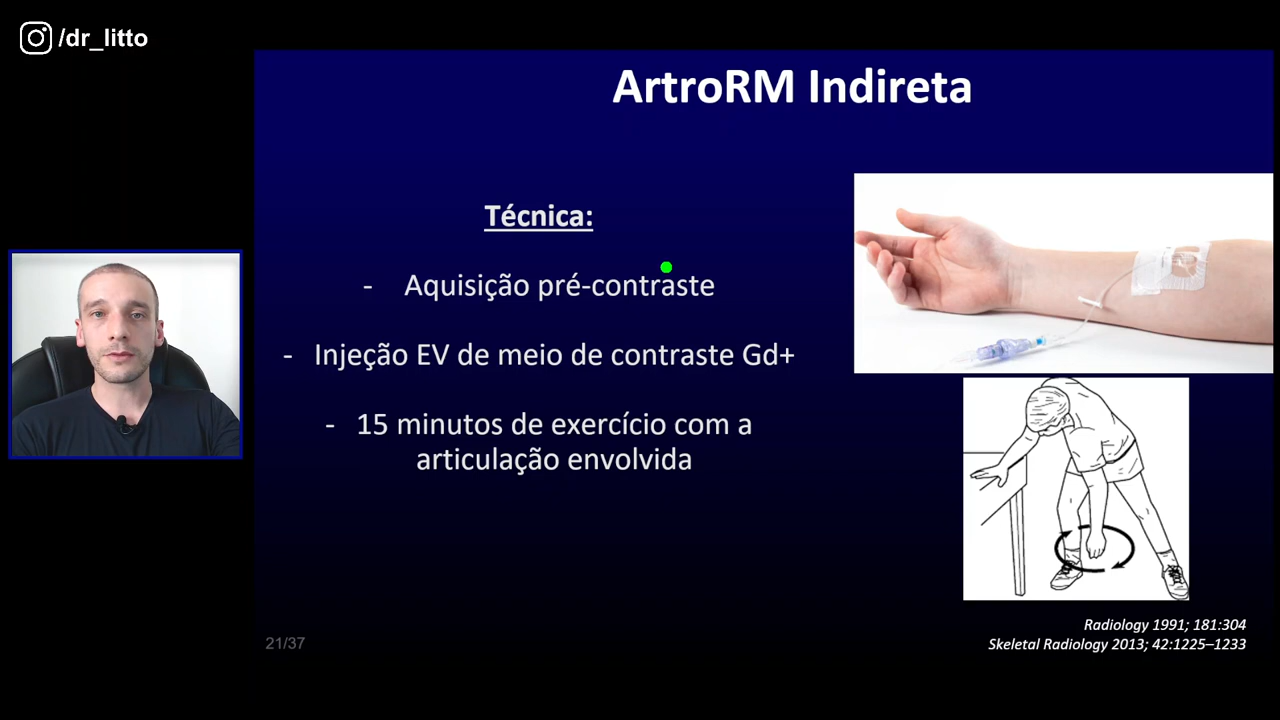 /dr_litto
ArtroRM Indireta
Técnica:
- Aquisição pré-contraste
- Injeção EV de meio de contraste Gd+
- 15 minutos de exercício com a
articulação envolvida
Radiology 1991; 181:304
Skeletal Radiology 2013; 42:1225–1233
21/37